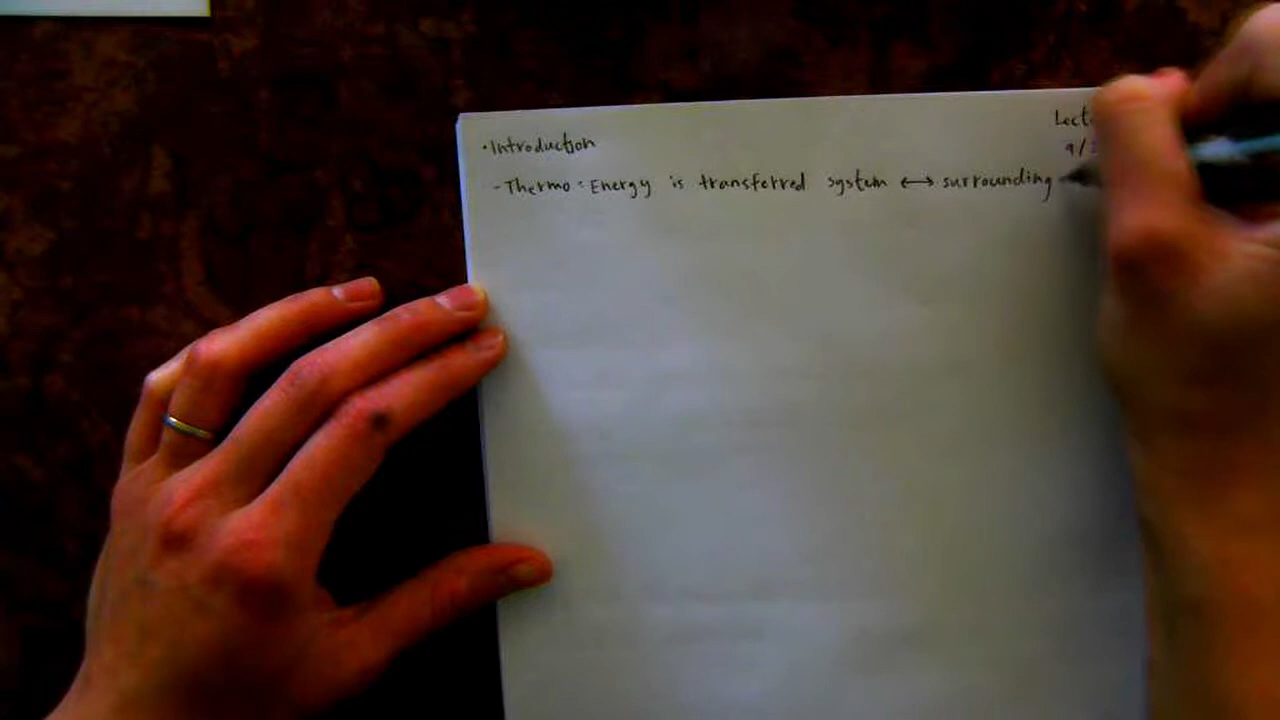 ·Introduction
-Thermo: Energy is transferred system ↔ surrounding